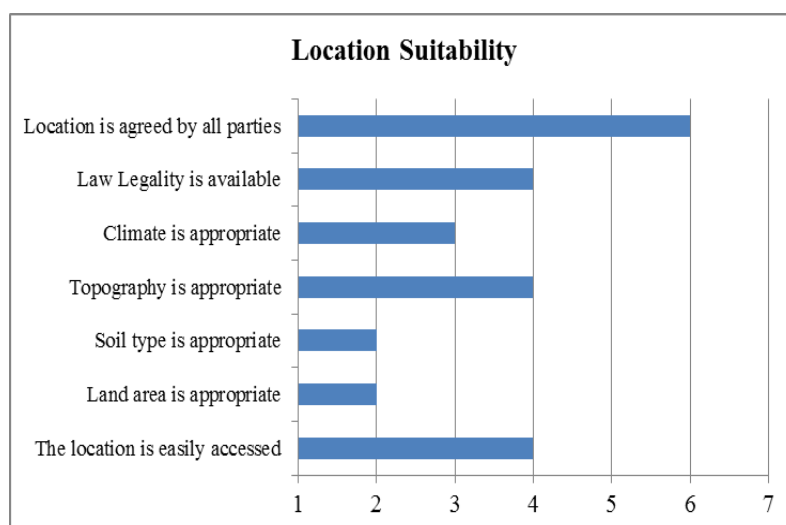 Location Suitability
Location is agreed by all parties
Law Legality is available
Climate is appropriate
Topography is appropriate
Soil type is appropriate
Land area is appropriate
The location is easily accessed
1 2 3 4 5 6 7